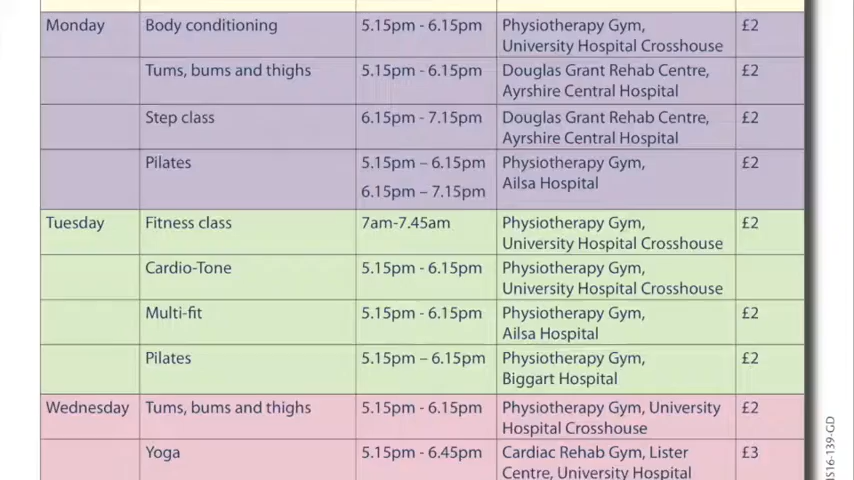 Monday Body conditioning 5.15pm - 6.15pm Physiotherapy Gym, £2
University Hospital Crosshouse
Tums, bums and thighs 5.15pm - 6.15pm Douglas Grant Rehab Centre, £2
Ayrshire Central Hospital
Step class 6.15pm - 7.15pm Douglas Grant Rehab Centre, £2
Ayrshire Central Hospital
Pilates 5.15pm – 6.15pm Physiotherapy Gym, £2
Ailsa Hospital
6.15pm – 7.15pm
Tuesday Fitness class 7am-7.45am Physiotherapy Gym, £2
University Hospital Crosshouse
Cardio-Tone 5.15pm - 6.15pm Physiotherapy Gym,
University Hospital Crosshouse
Multi-fit 5.15pm - 6.15pm Physiotherapy Gym, £2
Ailsa Hospital
Pilates 5.15pm – 6.15pm Physiotherapy Gym, £2
Biggart Hospital
Wednesday Tums, bums and thighs 5.15pm - 6.15pm Physiotherapy Gym, University £2
Hospital Crosshouse
Yoga 5.15pm - 6.45pm Cardiac Rehab Gym, Lister £3
Centre, University Hospital
IS16-139-GD